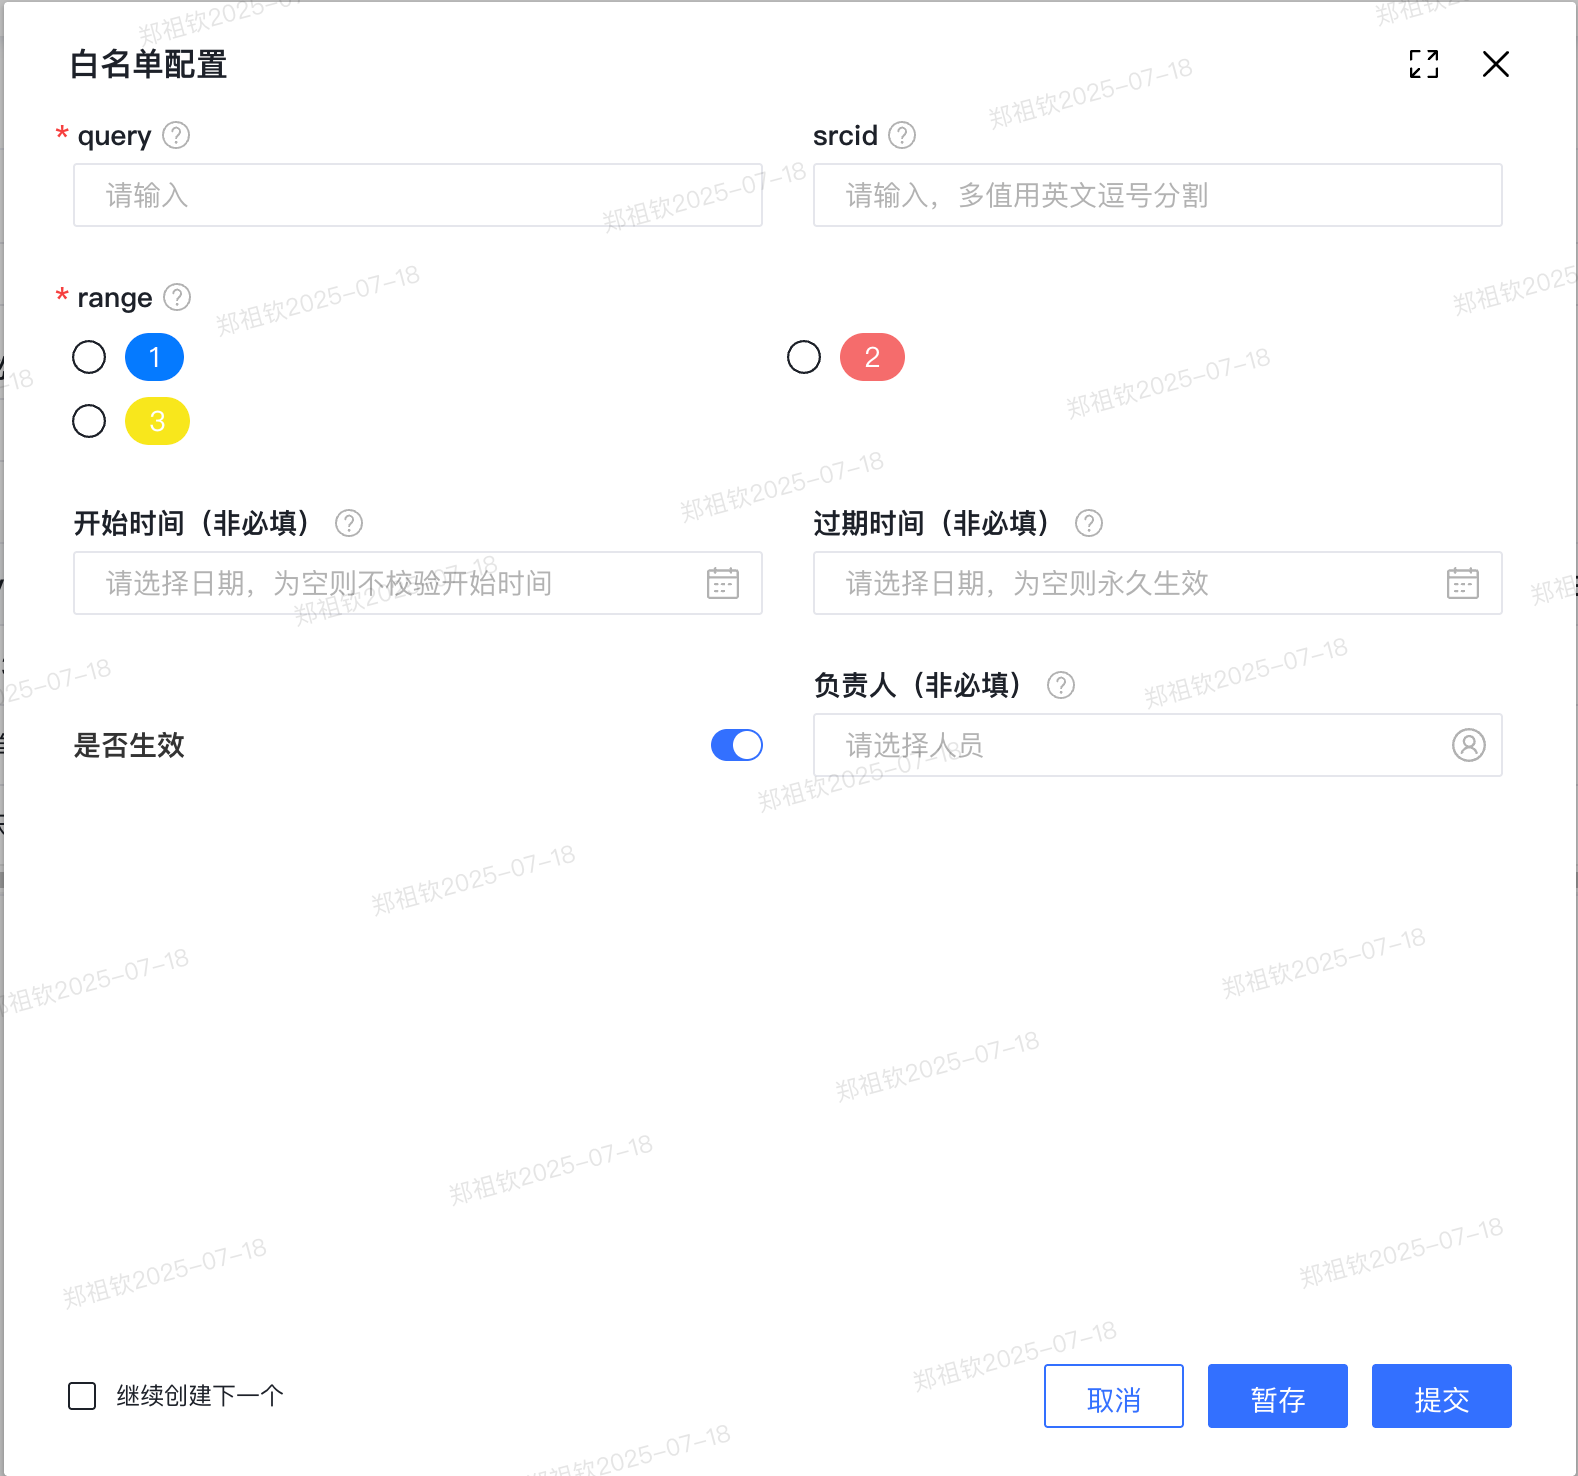 白名单配置
* query
srcid
请输入
请输入，多值用英文逗号分割
* range
1
2
3
开始时间（非必填）
过期时间（非必填）
请选择日期，为空则不校验开始时间
请选择日期，为空则永久生效
负责人（非必填）
是否生效
请选择人员
继续创建下一个
取消
暂存
提交
郑祖钦2025-07-18